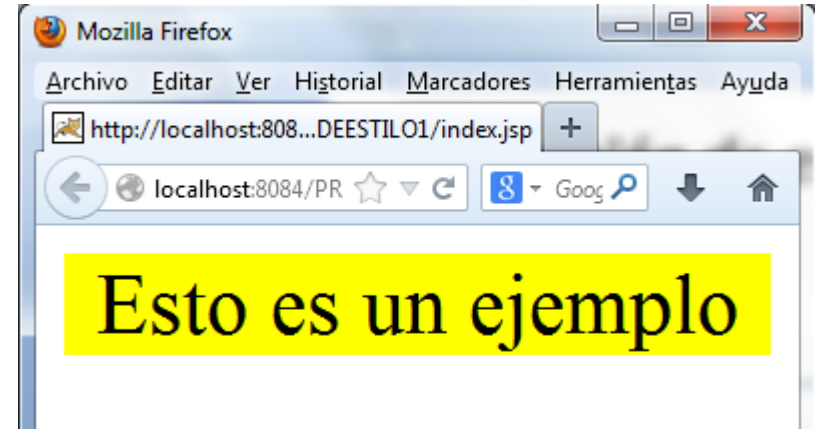 Mozilla Firefox
Archivo Editar Ver Historial Marcadores Herramientas Ayuda
http://localhost:808...DEESTILO1/index.jsp
localhost:8084/PR 8 Goog
Esto es un ejemplo